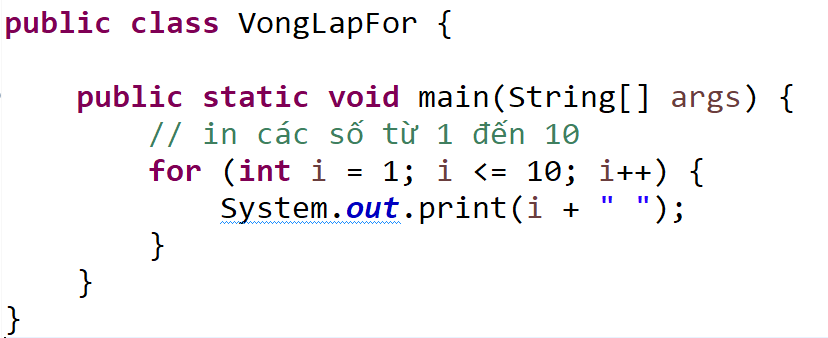 public class VongLapFor {
public static void main(String[] args) {
// in các số từ 1 đến 10
for (int i = 1; i <= 10; i++) {
System.out.print(i + " ");
}
}
}